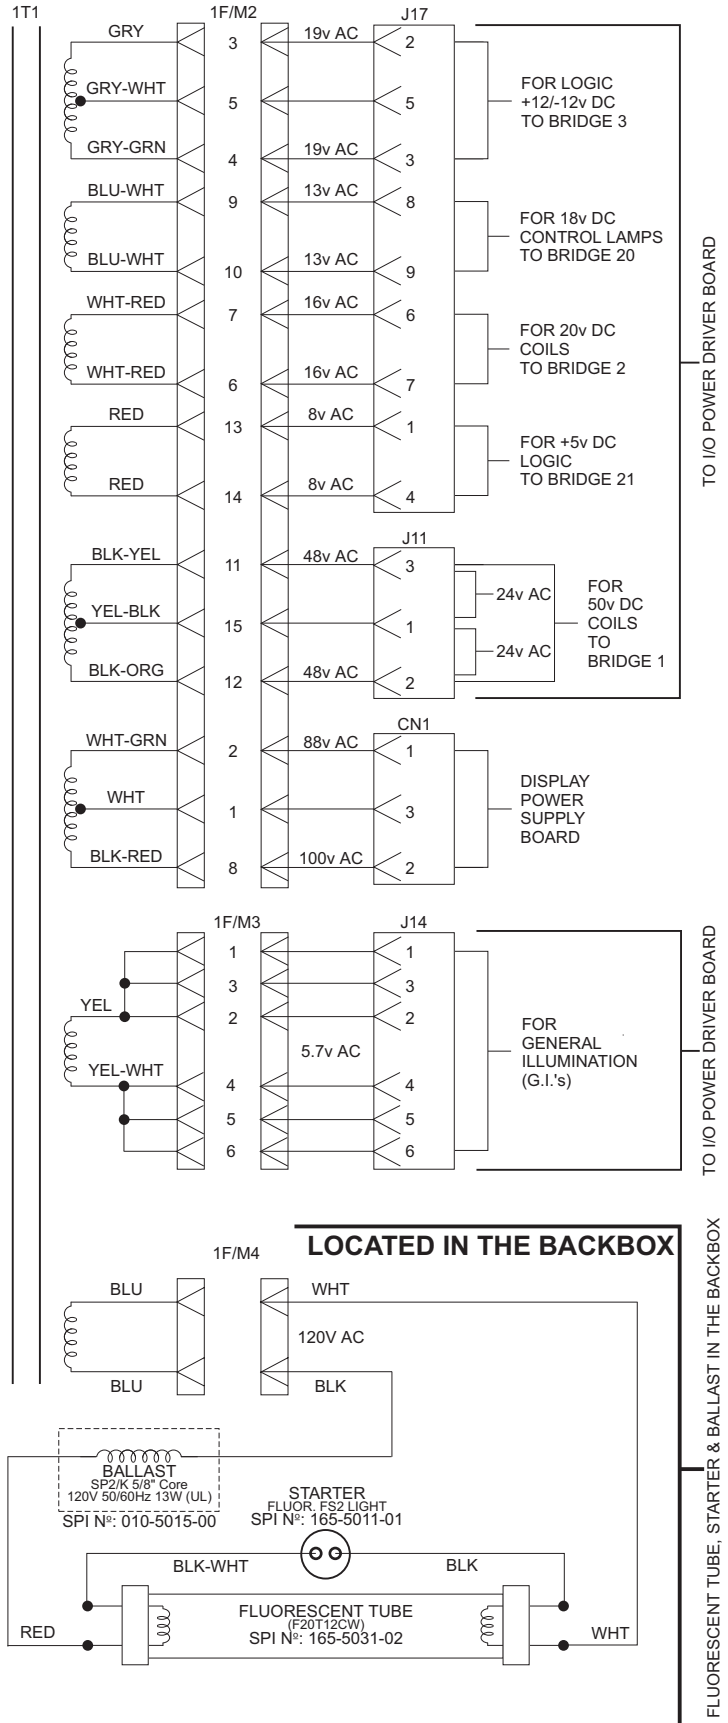 1T1
1F/M2
J17
GRY
3
19v AC
2
GRY-WHT
5
5
GRY-GRN
4
19v AC
3
FOR LOGIC
+12/-12v DC
TO BRIDGE 3
BLU-WHT
9
13v AC
8
BLU-WHT
10
13v AC
9
FOR 18v DC
CONTROL LAMPS
TO BRIDGE 20
WHT-RED
7
16v AC
6
WHT-RED
6
16v AC
7
FOR 20v DC
COILS
TO BRIDGE 2
RED
13
8v AC
1
RED
14
8v AC
4
FOR +5v DC
LOGIC
TO BRIDGE 21
J11
BLK-YEL
11
48v AC
3
YEL-BLK
15
1
BLK-ORG
12
48v AC
2
24v AC
24v AC
FOR
50v DC
COILS
TO
BRIDGE 1
TO I/O POWER DRIVER BOARD
CN1
WHT-GRN
2
88v AC
1
WHT
1
3
BLK-RED
8
100v AC
2
DISPLAY
POWER
SUPPLY
BOARD
1F/M3
J14
1
1
3
3
YEL
2
2
5.7v AC
YEL-WHT
4
4
5
5
6
6
FOR
GENERAL
ILLUMINATION
(G.I.'s)
TO I/O POWER DRIVER BOARD
LOCATED IN THE BACKBOX
1F/M4
BLU
WHT
120V AC
BLU
BLK
BALLAST
SP2/K 5/8" Core
120V 50/60Hz 13W (UL)
SPI Nº: 010-5015-00
STARTER
FLUOR. FS2 LIGHT
SPI Nº: 165-5011-01
BLK-WHT
BLK
FLUORESCENT TUBE
(F20T12CW)
SPI Nº: 165-5031-02
RED
WHT
FLUORESCENT TUBE, STARTER & BALLAST IN THE BACKBOX